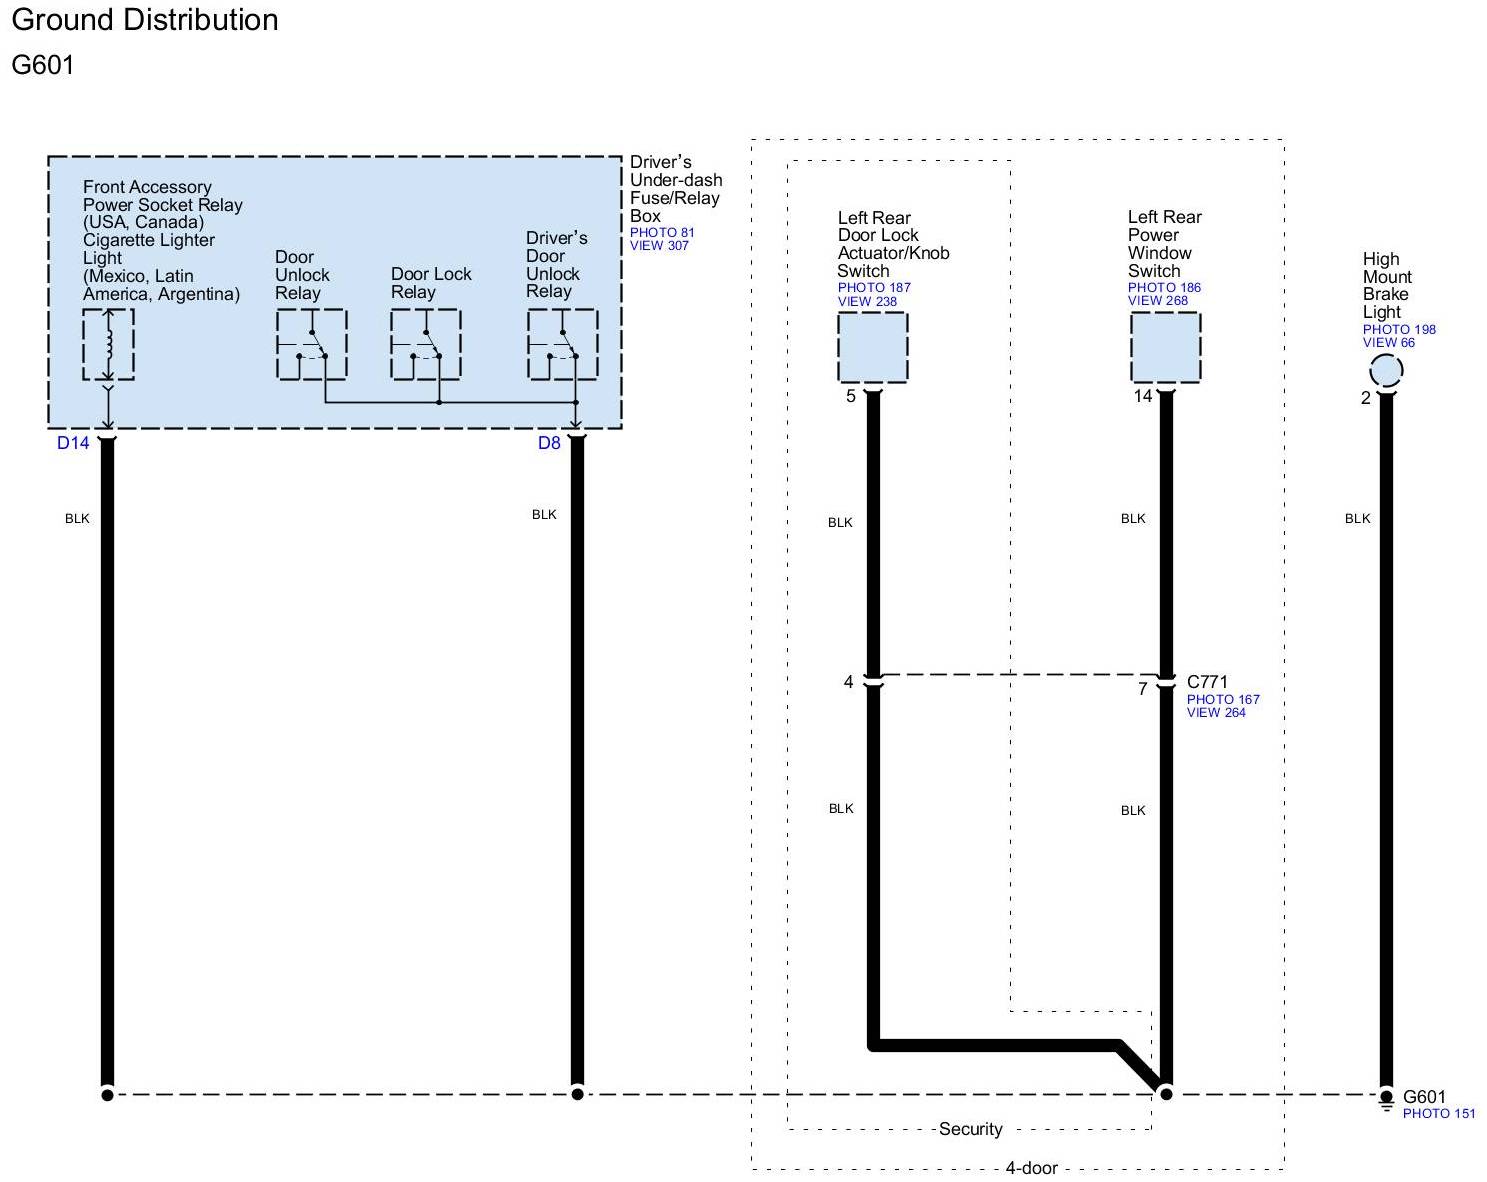 Ground Distribution
G601
Driver's
Under-dash
Fuse/Relay
Box
PHOTO 81
VIEW 307
Front Accessory
Power Socket Relay
(USA, Canada)
Cigarette Lighter
Light
(Mexico, Latin
America, Argentina)
Door
Unlock
Relay
Door Lock
Relay
Driver's
Door
Unlock
Relay
Left Rear
Door Lock
Actuator/Knob
Switch
PHOTO 187
VIEW 238
Left Rear
Power
Window
Switch
PHOTO 186
VIEW 268
High
Mount
Brake
Light
PHOTO 198
VIEW 66
5
14
2
D14
D8
BLK
BLK
BLK
BLK
BLK
4
7
C771
PHOTO 167
VIEW 264
BLK
BLK
G601
PHOTO 151
Security
4-door